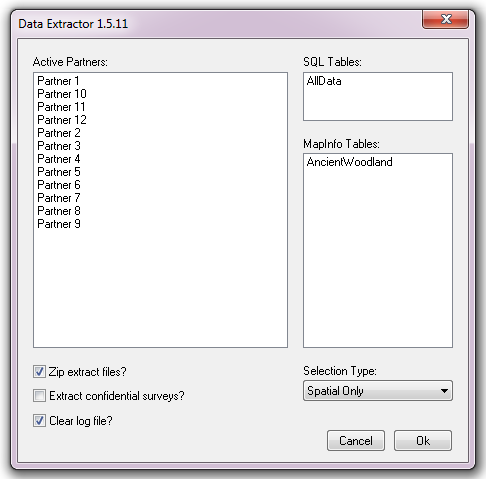 Data Extractor 1.5.11
Active Partners:
Partner 1
Partner 10
Partner 11
Partner 12
Partner 2
Partner 3
Partner 4
Partner 5
Partner 6
Partner 7
Partner 8
Partner 9
SQL Tables:
AllData
MapInfo Tables:
AncientWoodland
Zip extract files?
Extract confidential surveys?
Clear log file?
Selection Type:
Spatial Only
Cancel
Ok